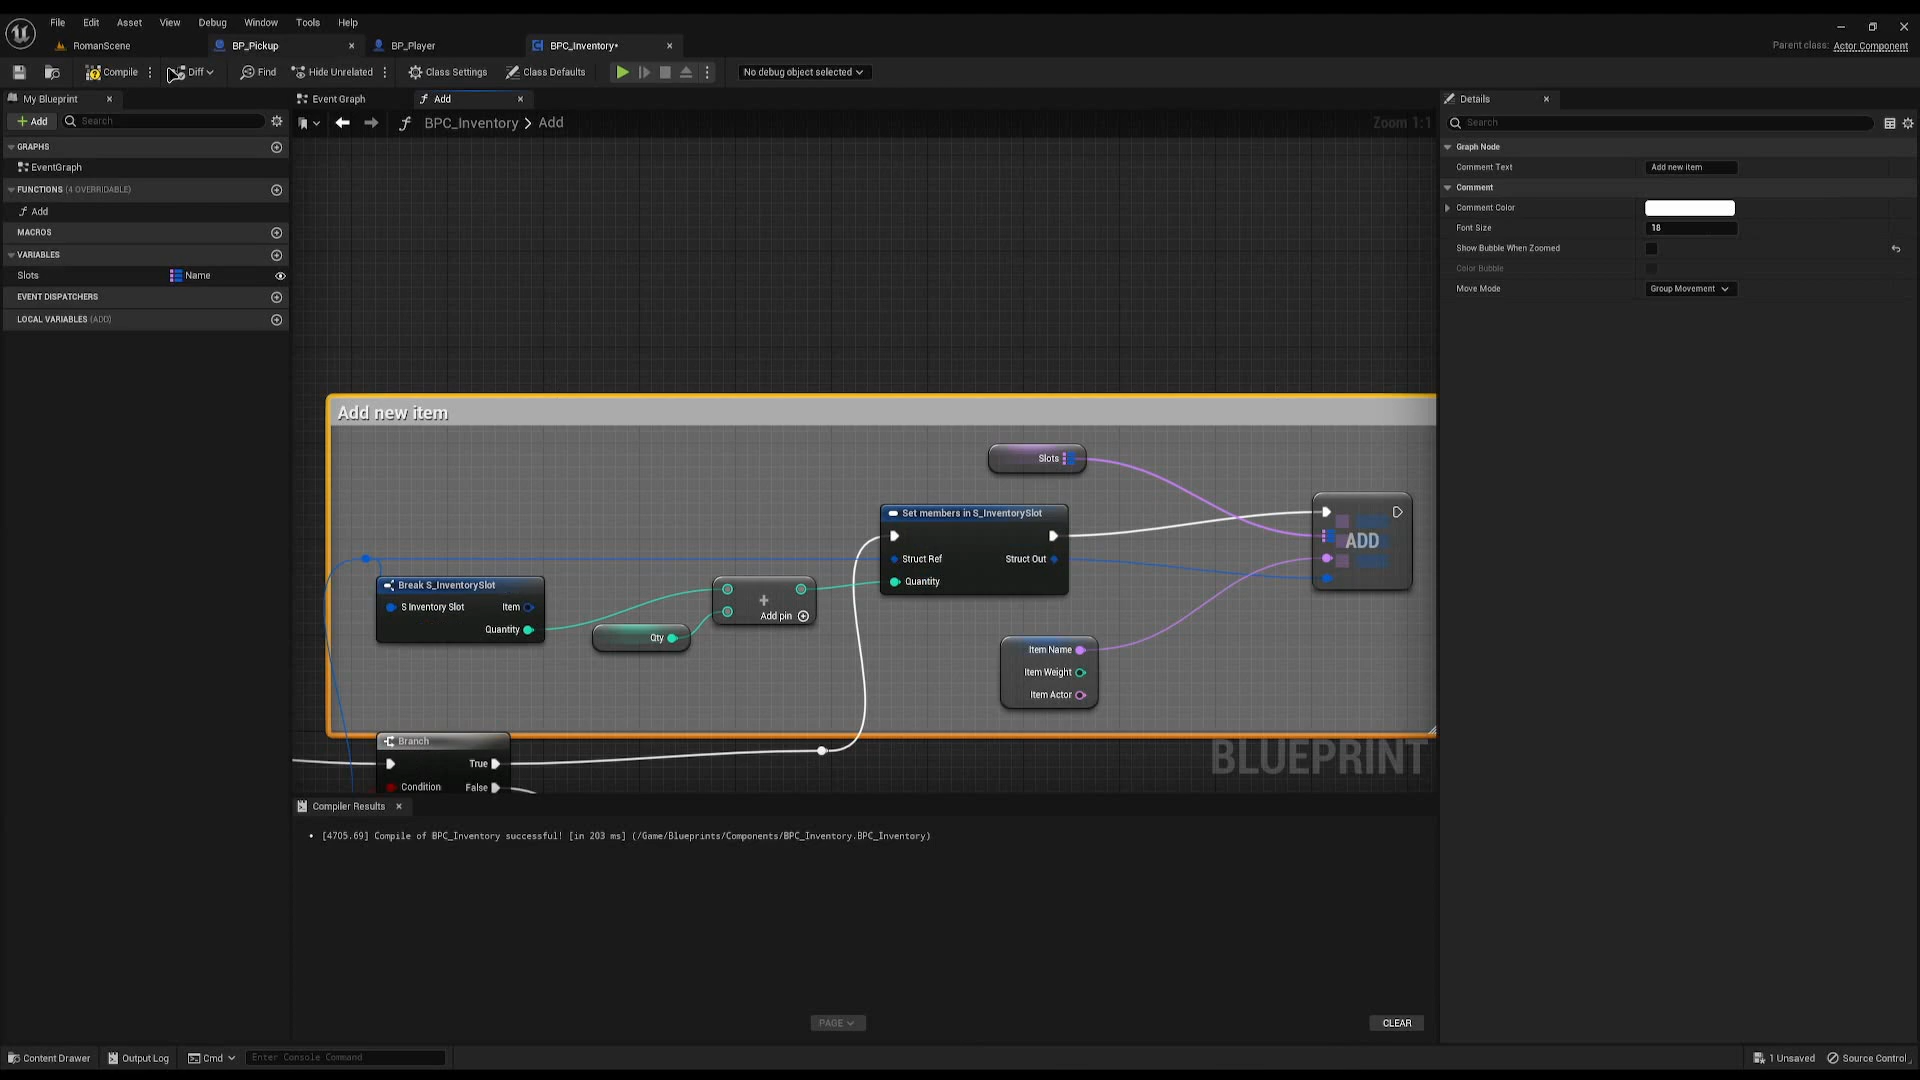 File Edit Asset View Debug Window Tools Help
RomanScene BP_Pickup BP_Player BPC_Inventory•
Parent class: Actor Component
Compile Diff Find Hide Unrelated Class Settings Class Defaults No debug object selected
My Blueprint Event Graph Add Details
Add Search BPC_Inventory Add Zoom 1:1 Search
GRAPHS
EventGraph
FUNCTIONS (4 OVERRIDABLE)
Add
MACROS
VARIABLES
Slots Name
EVENT DISPATCHERS
LOCAL VARIABLES (ADD)
Graph Node
Comment Text Add new item
Comment
Comment Color
Font Size 18
Show Bubble When Zoomed
Color Bubble
Move Mode Group Movement
Add new item
Slots
Set members in S_InventorySlot
Struct Ref Struct Out
Quantity
ADD
Break S_InventorySlot
S Inventory Slot Item
Quantity
Add pin
Qty
Item Name
Item Weight
Item Actor
Branch
True
Condition False
BLUEPRINT
Compiler Results
• [4705.69] Compile of BPC_Inventory successful! [in 203 ms] (/Game/Blueprints/Components/BPC_Inventory.BPC_Inventory)
PAGE CLEAR
Content Drawer Output Log Cmd Enter Console Command 1 Unsaved Source Control